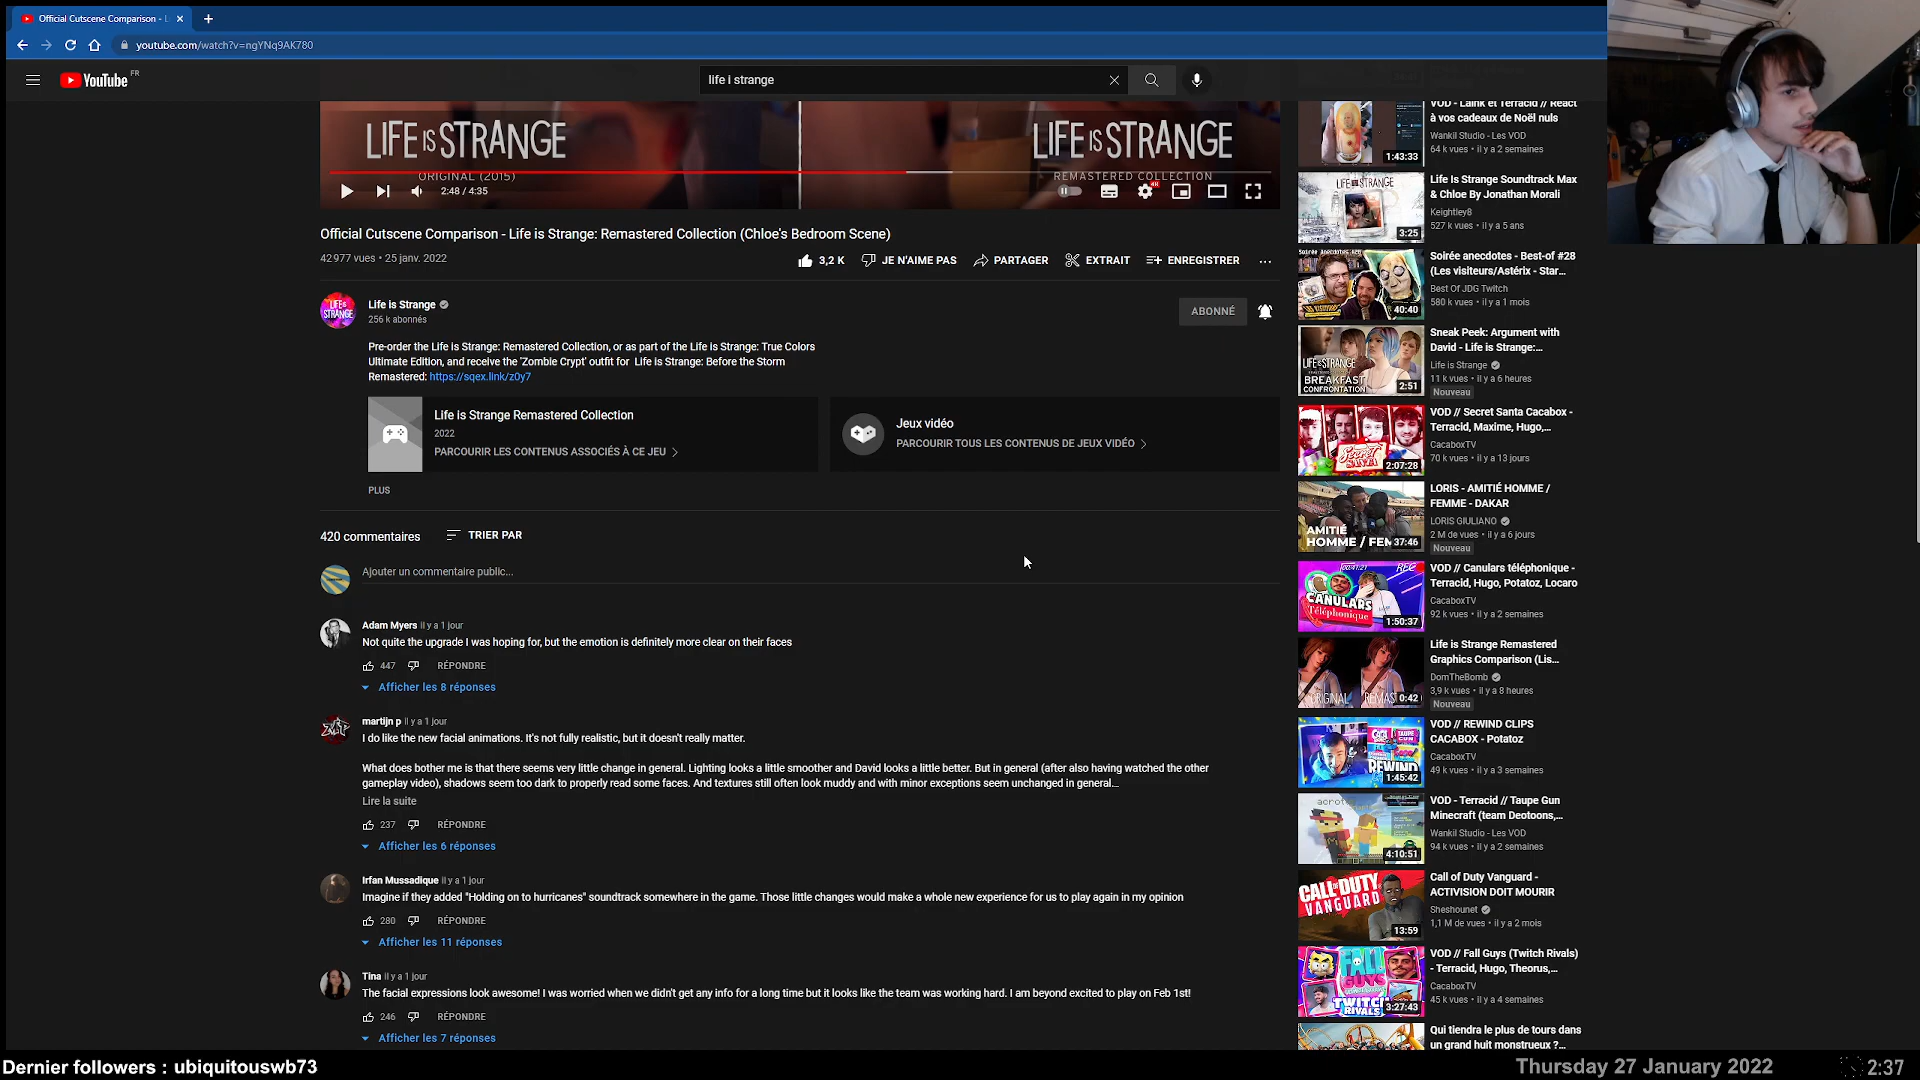 Official Cutscene Comparison - L
youtube.com/watch?v=ngYNq9AK780
YouTube FR
life i strange
LIFE IS STRANGE
ORIGINAL (2015)
LIFE IS STRANGE
REMASTERED COLLECTION
2:48 / 4:35
Official Cutscene Comparison - Life is Strange: Remastered Collection (Chloe's Bedroom Scene)
42 977 vues • 25 janv. 2022
3,2 K
JE N'AIME PAS
PARTAGER
EXTRAIT
ENREGISTRER
Life is Strange
256 k abonnés
ABONNÉ
Pre-order the Life is Strange: Remastered Collection, or as part of the Life is Strange: True Colors
Ultimate Edition, and receive the 'Zombie Crypt' outfit for Life is Strange: Before the Storm
Remastered: https://sqex.link/z0y7
Life is Strange Remastered Collection
2022
PARCOURIR LES CONTENUS ASSOCIÉS À CE JEU
Jeux vidéo
PARCOURIR TOUS LES CONTENUS DE JEUX VIDÉO
PLUS
420 commentaires
TRIER PAR
Ajouter un commentaire public...
Adam Myers il y a 1 jour
Not quite the upgrade I was hoping for, but the emotion is definitely more clear on their faces
447 RÉPONDRE
Afficher les 8 réponses
martijn p il y a 1 jour
I do like the new facial animations. It's not fully realistic, but it doesn't really matter.
What does bother me is that there seems very little change in general. Lighting looks a little smoother and David looks a little better. But in general (after also having watched the other
gameplay video), shadows seem too dark to properly read some faces. And textures still often look muddy and with minor exceptions seem unchanged in general...
Lire la suite
237 RÉPONDRE
Afficher les 6 réponses
Irfan Mussadique il y a 1 jour
Imagine if they added "Holding on to hurricanes" soundtrack somewhere in the game. Those little changes would make a whole new experience for us to play again in my opinion
280 RÉPONDRE
Afficher les 11 réponses
Tina il y a 1 jour
The facial expressions look awesome! I was worried when we didn't get any info for a long time but it looks like the team was working hard. I am beyond excited to play on Feb 1st!
246 RÉPONDRE
Afficher les 7 réponses
VOD - Laink et Terracid // React
à vos cadeaux de Noël nuls
Wankil Studio - Les VOD
64 k vues • il y a 2 semaines
1:43:33
Life Is Strange Soundtrack Max
& Chloe By Jonathan Morali
Keightley8
527 k vues • il y a 5 ans
3:25
Soirée anecdotes - Best-of #28
(Les visiteurs/Astérix - Star...
Best Of JDG Twitch
580 k vues • il y a 1 mois
40:40
Sneak Peek: Argument with
David - Life is Strange:...
Life is Strange
11 k vues • il y a 6 heures
Nouveau
BREAKFAST
CONFRONTATION
2:51
VOD // Secret Santa Cacabox -
Terracid, Maxime, Hugo,...
CacaboxTV
70 k vues • il y a 13 jours
Secret
SANTA
2:07:28
LORIS - AMITIÉ HOMME /
FEMME - DAKAR
LORIS GIULIANO
2 M de vues • il y a 6 jours
Nouveau
AMITIÉ
HOMME / FEM
37:46
VOD // Canulars téléphonique -
Terracid, Hugo, Potatoz, Locaro
CacaboxTV
92 k vues • il y a 2 semaines
00:41:21 REC
CANULARS
Téléphonique
1:50:37
Life is Strange Remastered
Graphics Comparison (Lis...
DomTheBomb
3,9 k vues • il y a 8 heures
Nouveau
ORIGINAL
REMAST
0:42
VOD // REWIND CLIPS
CACABOX - Potatoz
CacaboxTV
49 k vues • il y a 3 semaines
REWIND
1:45:42
VOD - Terracid // Taupe Gun
Minecraft (team Deotoons,...
Wankil Studio - Les VOD
94 k vues • il y a 2 semaines
4:10:51
Call of Duty Vanguard -
ACTIVISION DOIT MOURIR
Sheshounet
1,1 M de vues • il y a 2 mois
CALL OF DUTY
VANGUARD
13:59
VOD // Fall Guys (Twitch Rivals)
- Terracid, Hugo, Theorus,...
CacaboxTV
45 k vues • il y a 4 semaines
FALL
GUYS
TWITCH
RIVALS
3:27:43
Qui tiendra le plus de tours dans
un grand huit monstrueux ?...
Dernier followers : ubiquitouswb73
Thursday 27 January 2022
2:37